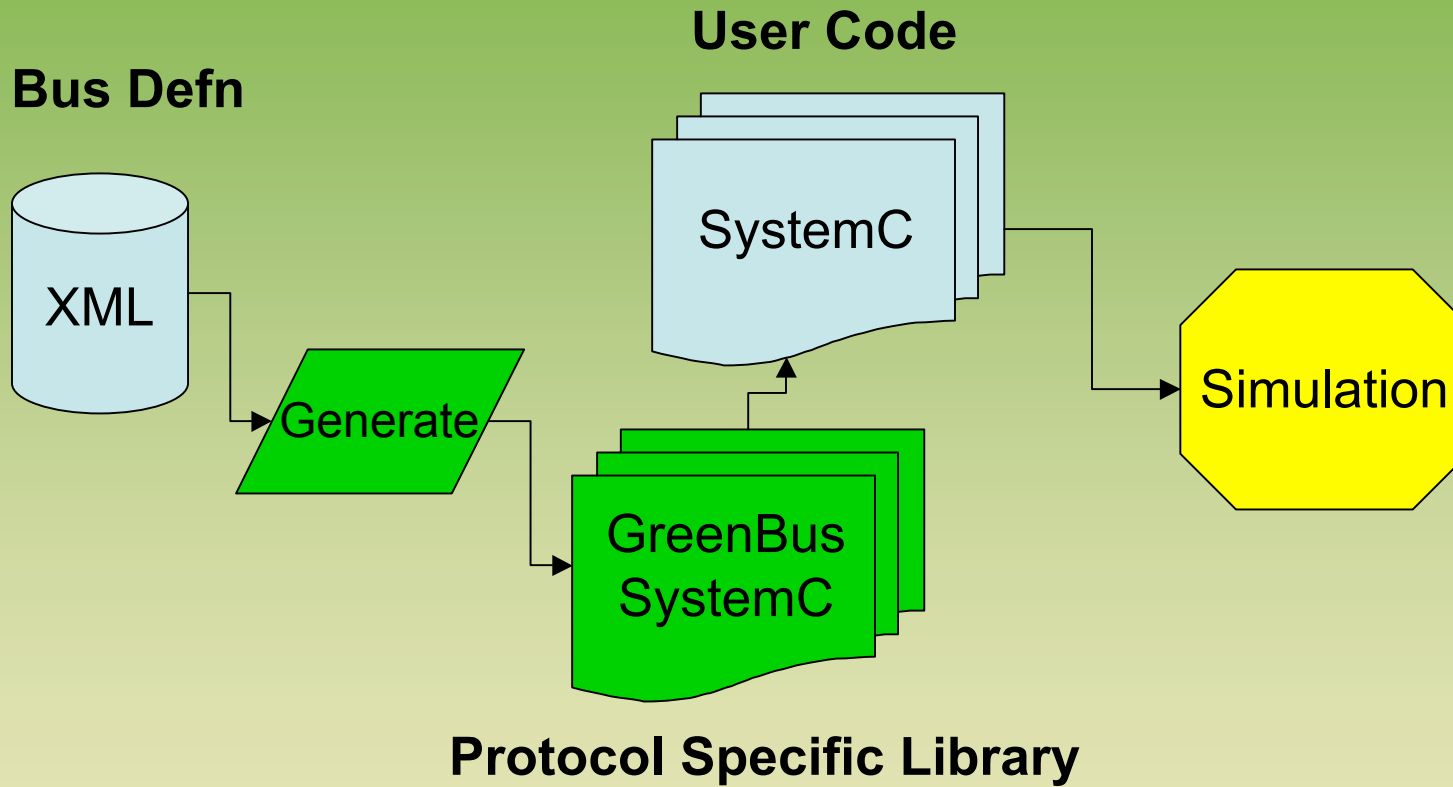 User Code
Bus Defn
SystemC
XML
Simulation
Generate
GreenBus
SystemC
Protocol Specific Library